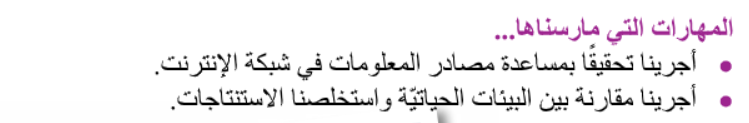 المهارات التي مارسناها...
• أجرينا تحقيقًا بمساعدة مصادر المعلومات في شبكة الإنترنت.
• أجرينا مقارنة بين البيئات الحياتيّة واستخلصنا الاستنتاجات.